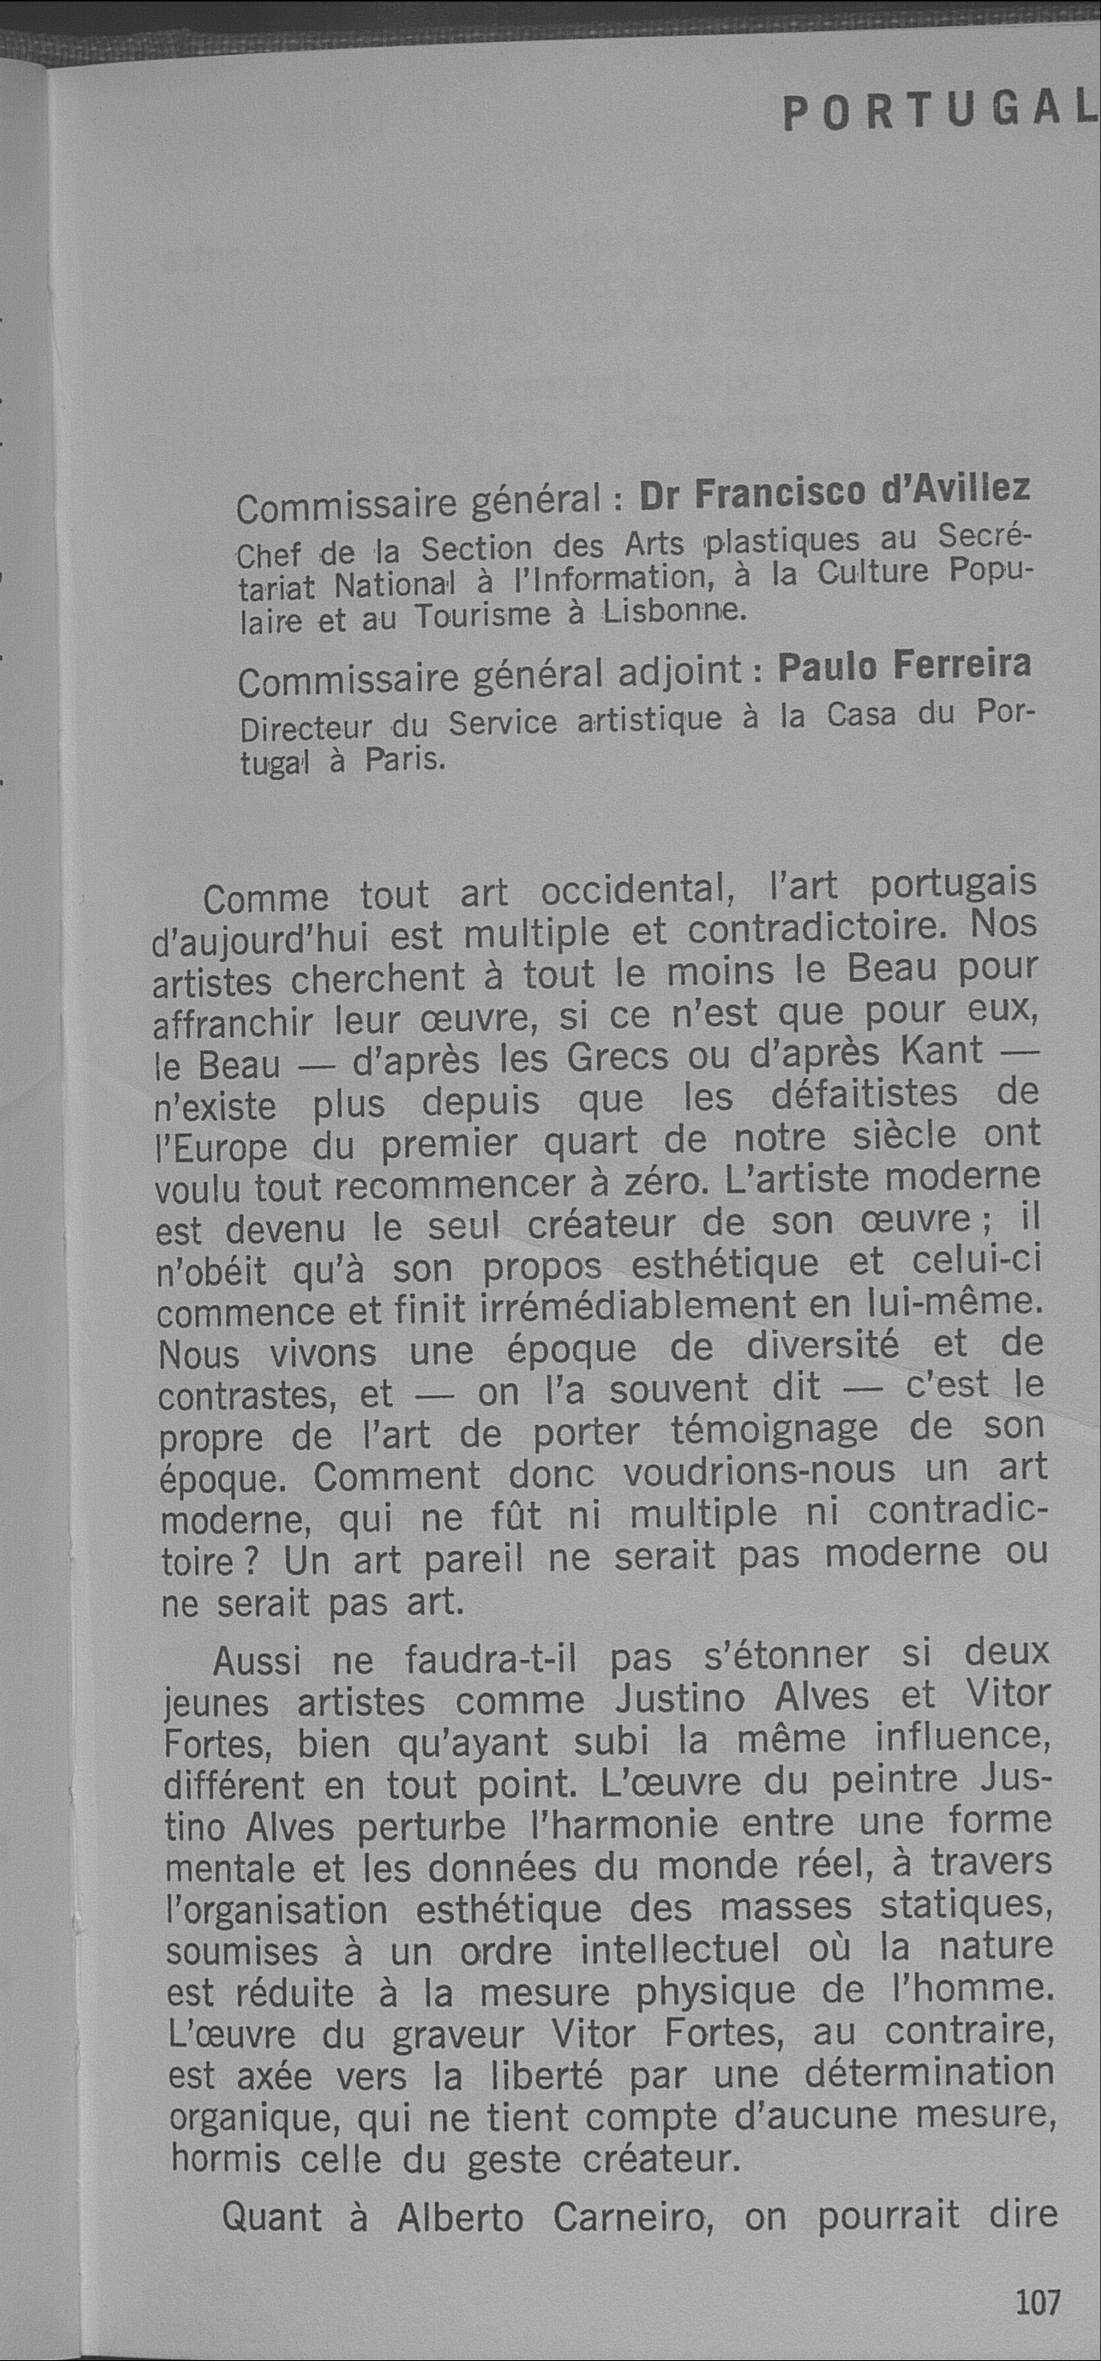 PORTUGAL
Commissaire général : Dr Francisco d'Avillez
Chef de la Section des Arts plastiques au Secré-
tariat National à l'Information, à la Culture Popu-
laire et au Tourisme à Lisbonne.
Commissaire général adjoint : Paulo Ferreira
Directeur du Service artistique à la Casa du Por-
tugal à Paris.
Comme tout art occidental, l'art portugais
d'aujourd'hui est multiple et contradictoire. Nos
artistes cherchent à tout le moins le Beau pour
affranchir leur œuvre, si ce n'est que pour eux,
le Beau — d'après les Grecs ou d'après Kant —
n'existe plus depuis que les défaitistes de
l'Europe du premier quart de notre siècle ont
voulu tout recommencer à zéro. L'artiste moderne
est devenu le seul créateur de son œuvre ; il
n'obéit qu'à son propos esthétique et celui-ci
commence et finit irrémédiablement en lui-même.
Nous vivons une époque de diversité et de
contrastes, et — on l'a souvent dit — c'est le
propre de l'art de porter témoignage de son
époque. Comment donc voudrions-nous un art
moderne, qui ne fût ni multiple ni contradic-
toire ? Un art pareil ne serait pas moderne ou
ne serait pas art.
Aussi ne faudra-t-il pas s'étonner si deux
jeunes artistes comme Justino Alves et Vitor
Fortes, bien qu'ayant subi la même influence,
différent en tout point. L'œuvre du peintre Jus-
tino Alves perturbe l'harmonie entre une forme
mentale et les données du monde réel, à travers
l'organisation esthétique des masses statiques,
soumises à un ordre intellectuel où la nature
est réduite à la mesure physique de l'homme.
L'œuvre du graveur Vitor Fortes, au contraire,
est axée vers la liberté par une détermination
organique, qui ne tient compte d'aucune mesure,
hormis celle du geste créateur.
Quant à Alberto Carneiro, on pourrait dire
107